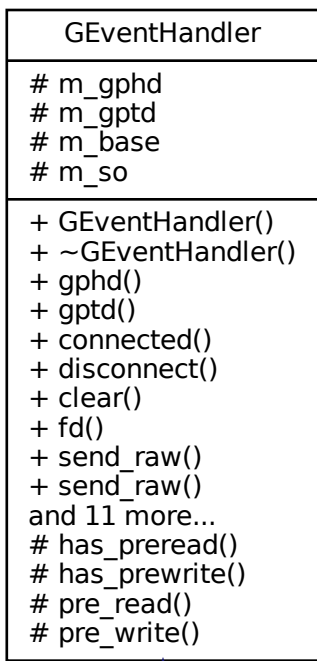 GEventHandler
# m_gphd
# m_gptd
# m_base
# m_so
+ GEventHandler()
+ ~GEventHandler()
+ gphd()
+ gptd()
+ connected()
+ disconnect()
+ clear()
+ fd()
+ send_raw()
+ send_raw()
and 11 more...
# has_preread()
# has_prewrite()
# pre_read()
# pre_write()